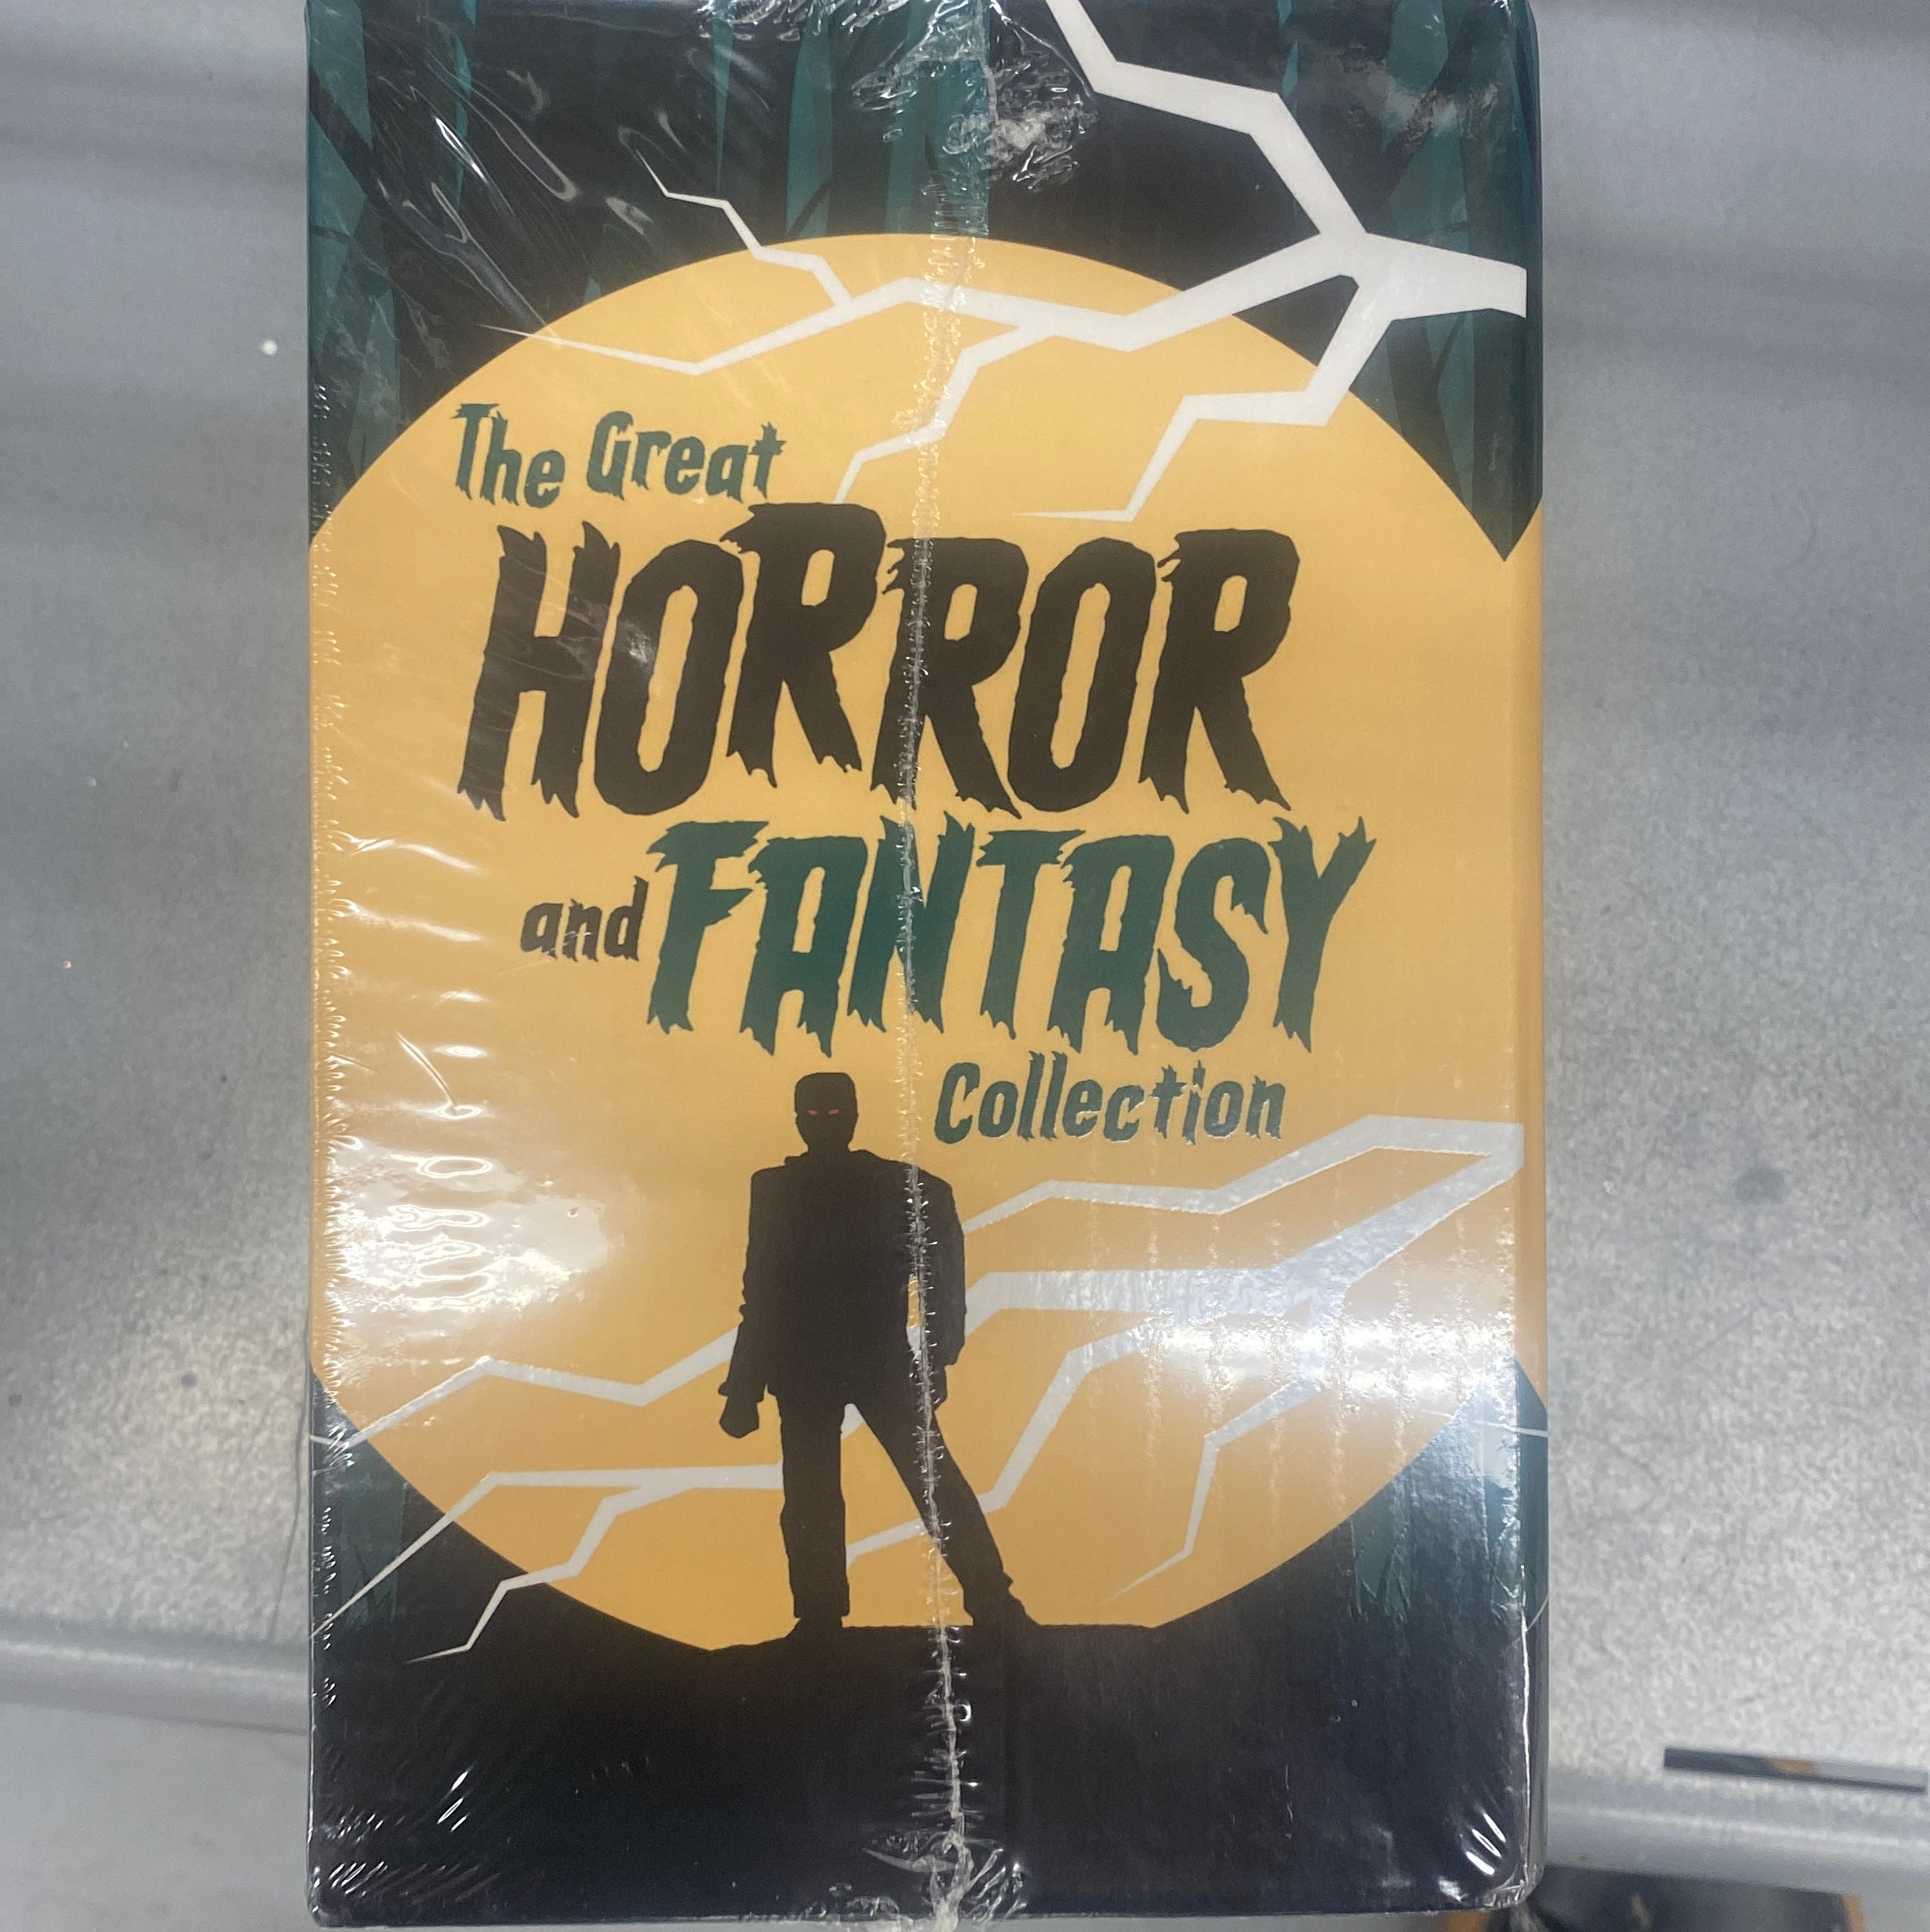 The Great
HORROR
and FANTASY
Collection